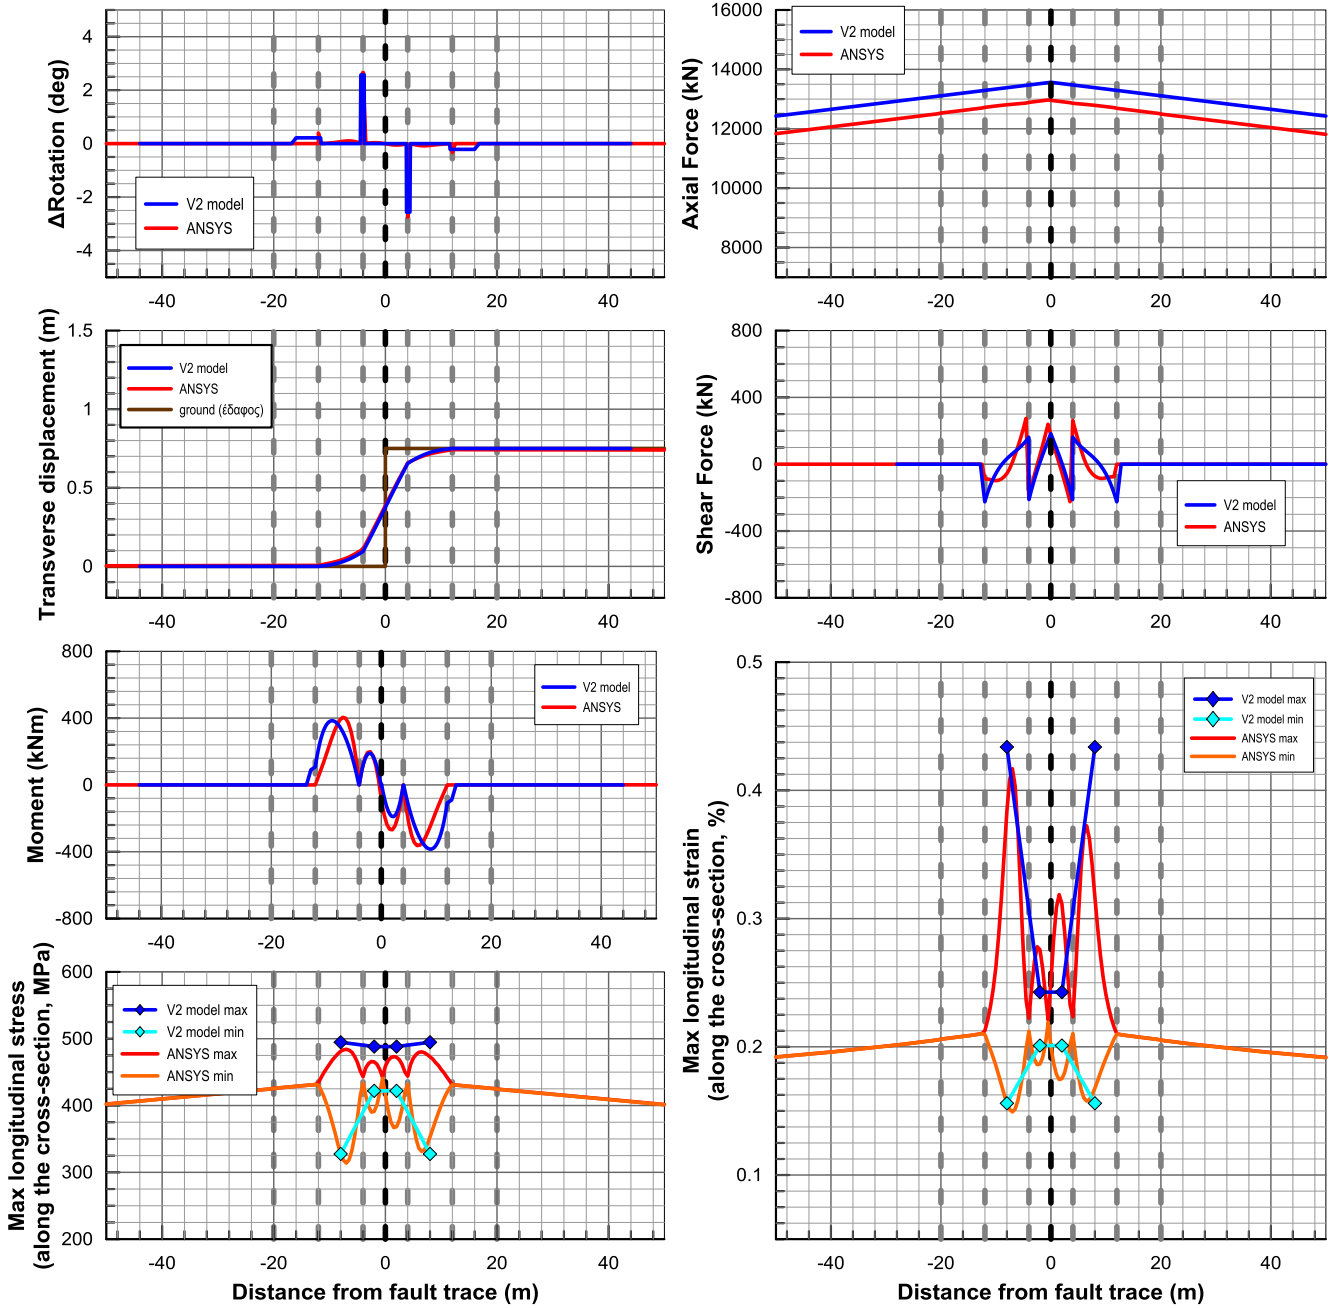 ΔRotation (deg)
4
2
0
-2
-4
V2 model
ANSYS
-40
-20
0
20
40
Axial Force (kN)
16000
14000
12000
10000
8000
V2 model
ANSYS
-40
-20
0
20
40
Transverse displacement (m)
1.5
1
0.5
0
V2 model
ANSYS
ground (έδαφος)
-40
-20
0
20
40
Shear Force (kN)
800
400
0
-400
-800
V2 model
ANSYS
-40
-20
0
20
40
Moment (kNm)
800
400
0
-400
-800
V2 model
ANSYS
-40
-20
0
20
40
Max longitudinal stress
(along the cross-section, MPa)
600
500
400
300
200
V2 model max
V2 model min
ANSYS max
ANSYS min
-40
-20
0
20
40
Distance from fault trace (m)
Max longitudinal strain
(along the cross-section, %)
0.5
0.4
0.3
0.2
0.1
V2 model max
V2 model min
ANSYS max
ANSYS min
-40
-20
0
20
40
Distance from fault trace (m)